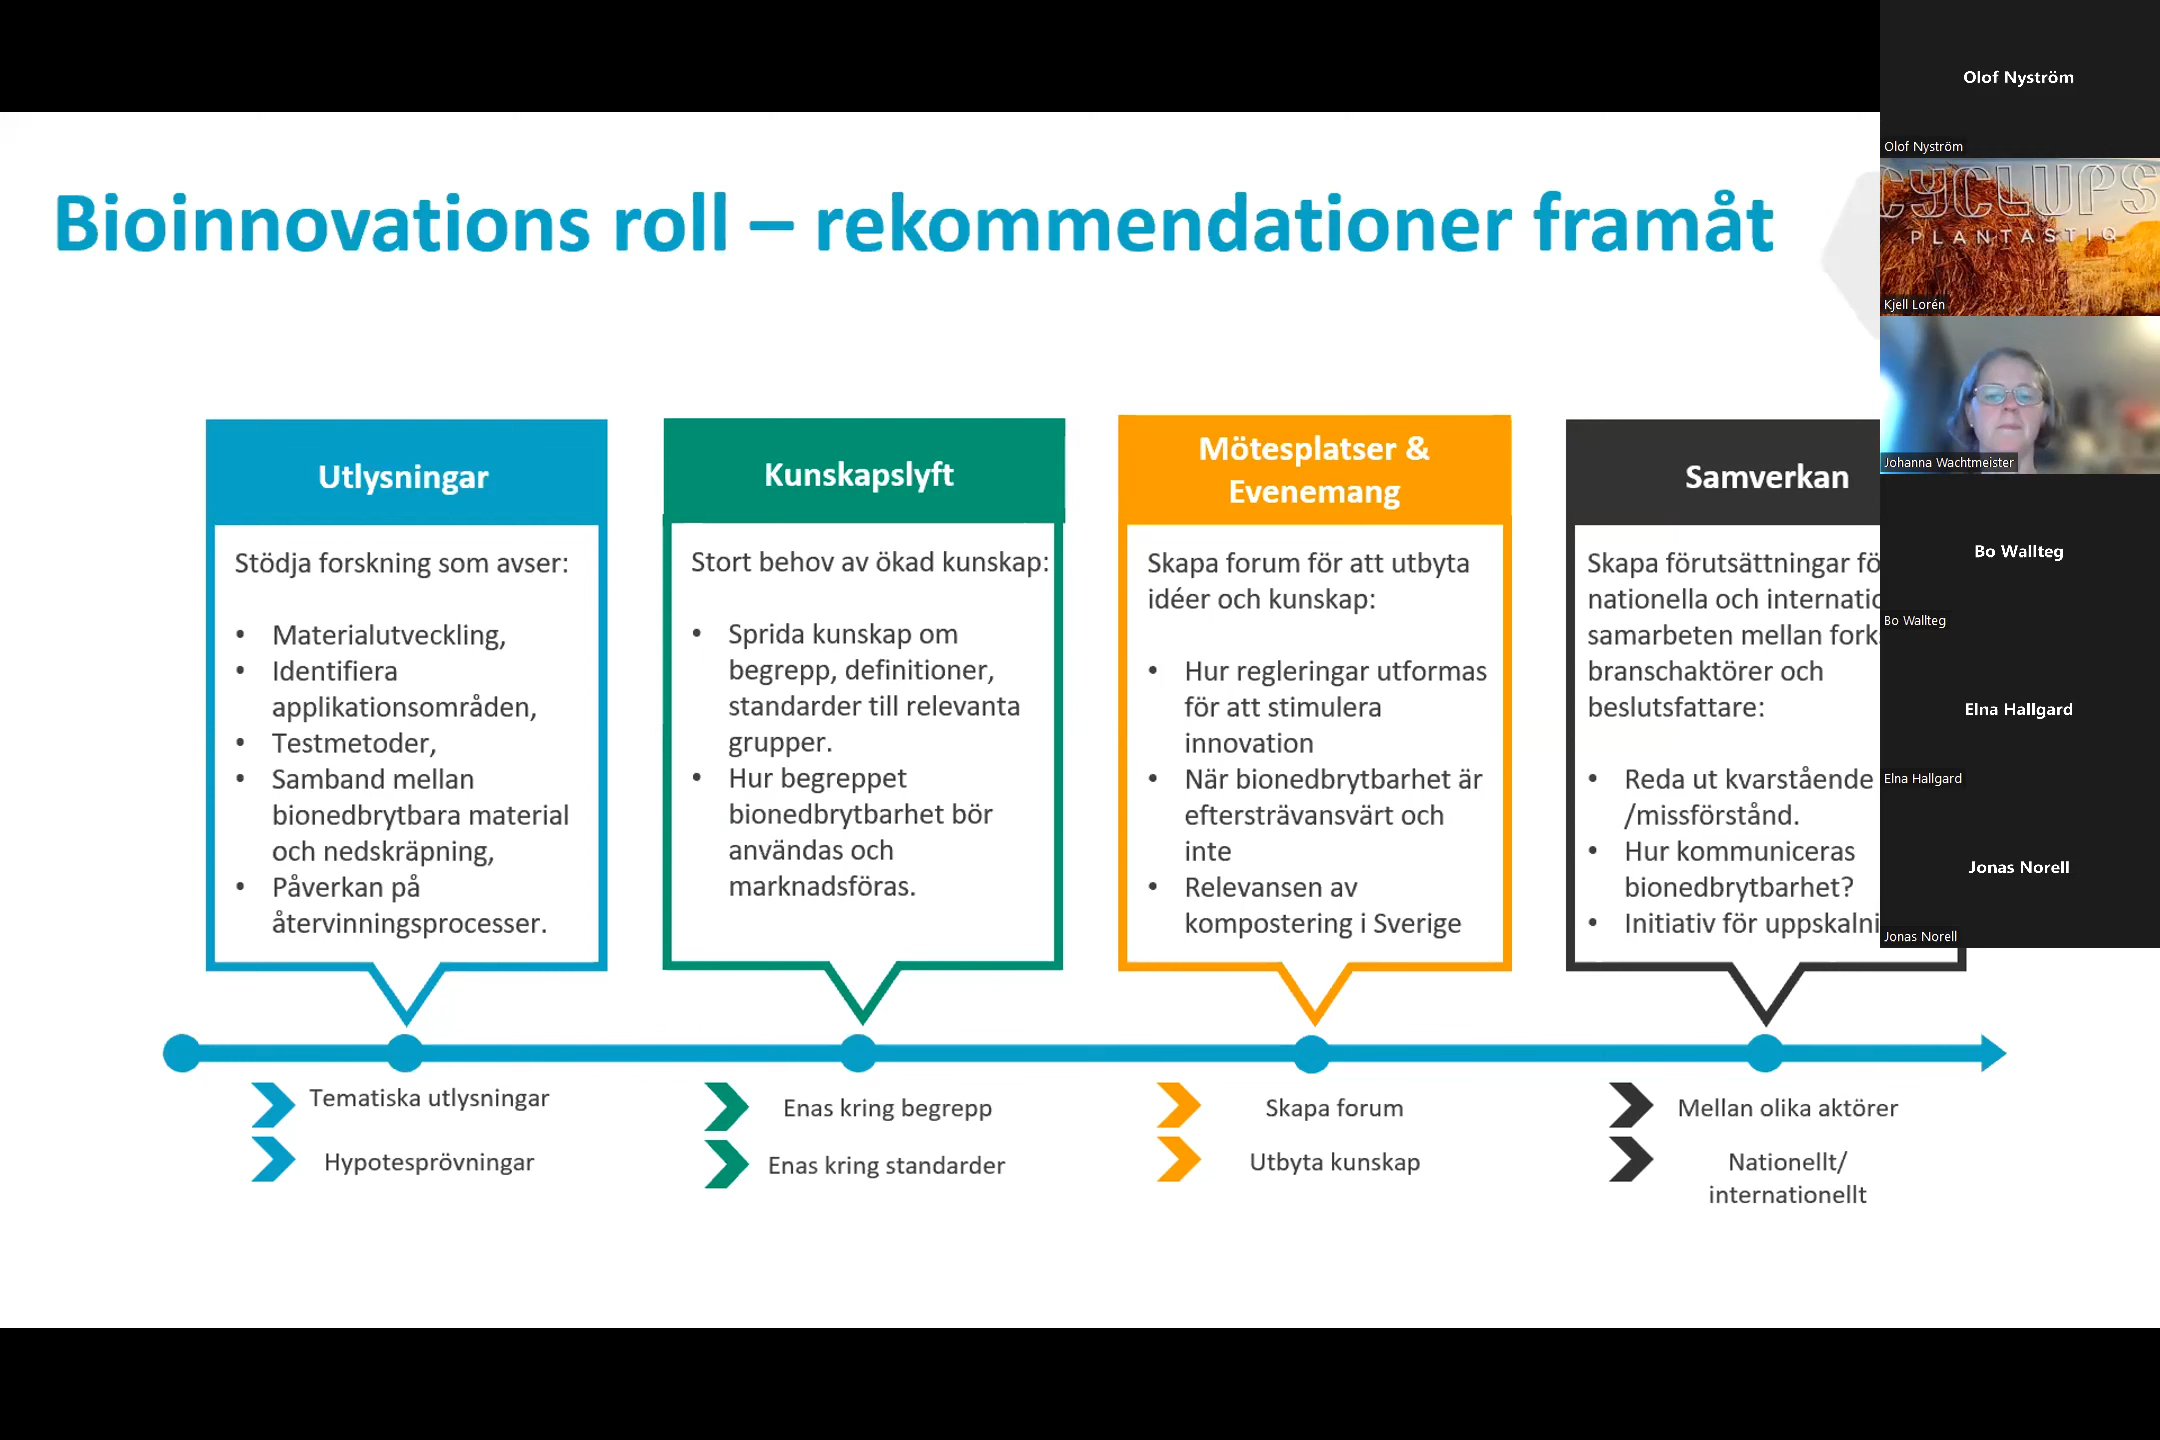 Bioinnovations roll – rekommendationer framåt
Utlysningar
Stödja forskning som avser:
• Materialutveckling,
• Identifiera
applikationsområden,
• Testmetoder,
• Samband mellan
bionedbrytbara material
och nedskräpning,
• Påverkan på
återvinningsprocesser.
Kunskapslyft
Stort behov av ökad kunskap:
• Sprida kunskap om
begrepp, definitioner,
standarder till relevanta
grupper.
• Hur begreppet
bionedbrytbarhet bör
användas och
marknadsföras.
Mötesplatser &
Evenemang
Skapa forum för att utbyta
idéer och kunskap:
• Hur regleringar utformas
för att stimulera
innovation
• När bionedbrytbarhet är
eftersträvansvärt och
inte
• Relevansen av
kompostering i Sverige
Samverkan
Skapa förutsättningar
nationella och
samarbeten mellan
branschaktörer och
beslutsfattare:
• Reda ut kvarstående
/missförstånd.
• Hur kommuniceras
bionedbrytbarhet?
• Initiativ för
Tematiska utlysningar
Hypotesprövningar
Enas kring begrepp
Enas kring standarder
Skapa forum
Utbyta kunskap
Mellan olika aktörer
Nationellt/
internationellt
Olof Nyström
Olof Nyström
CYCLUPS
PLANTASTIQ
Kjell Lorén
Johanna Wachtmeister
Bo Wallteg
Bo Wallteg
Elna Hallgard
Elna Hallgard
Jonas Norell
Jonas Norell